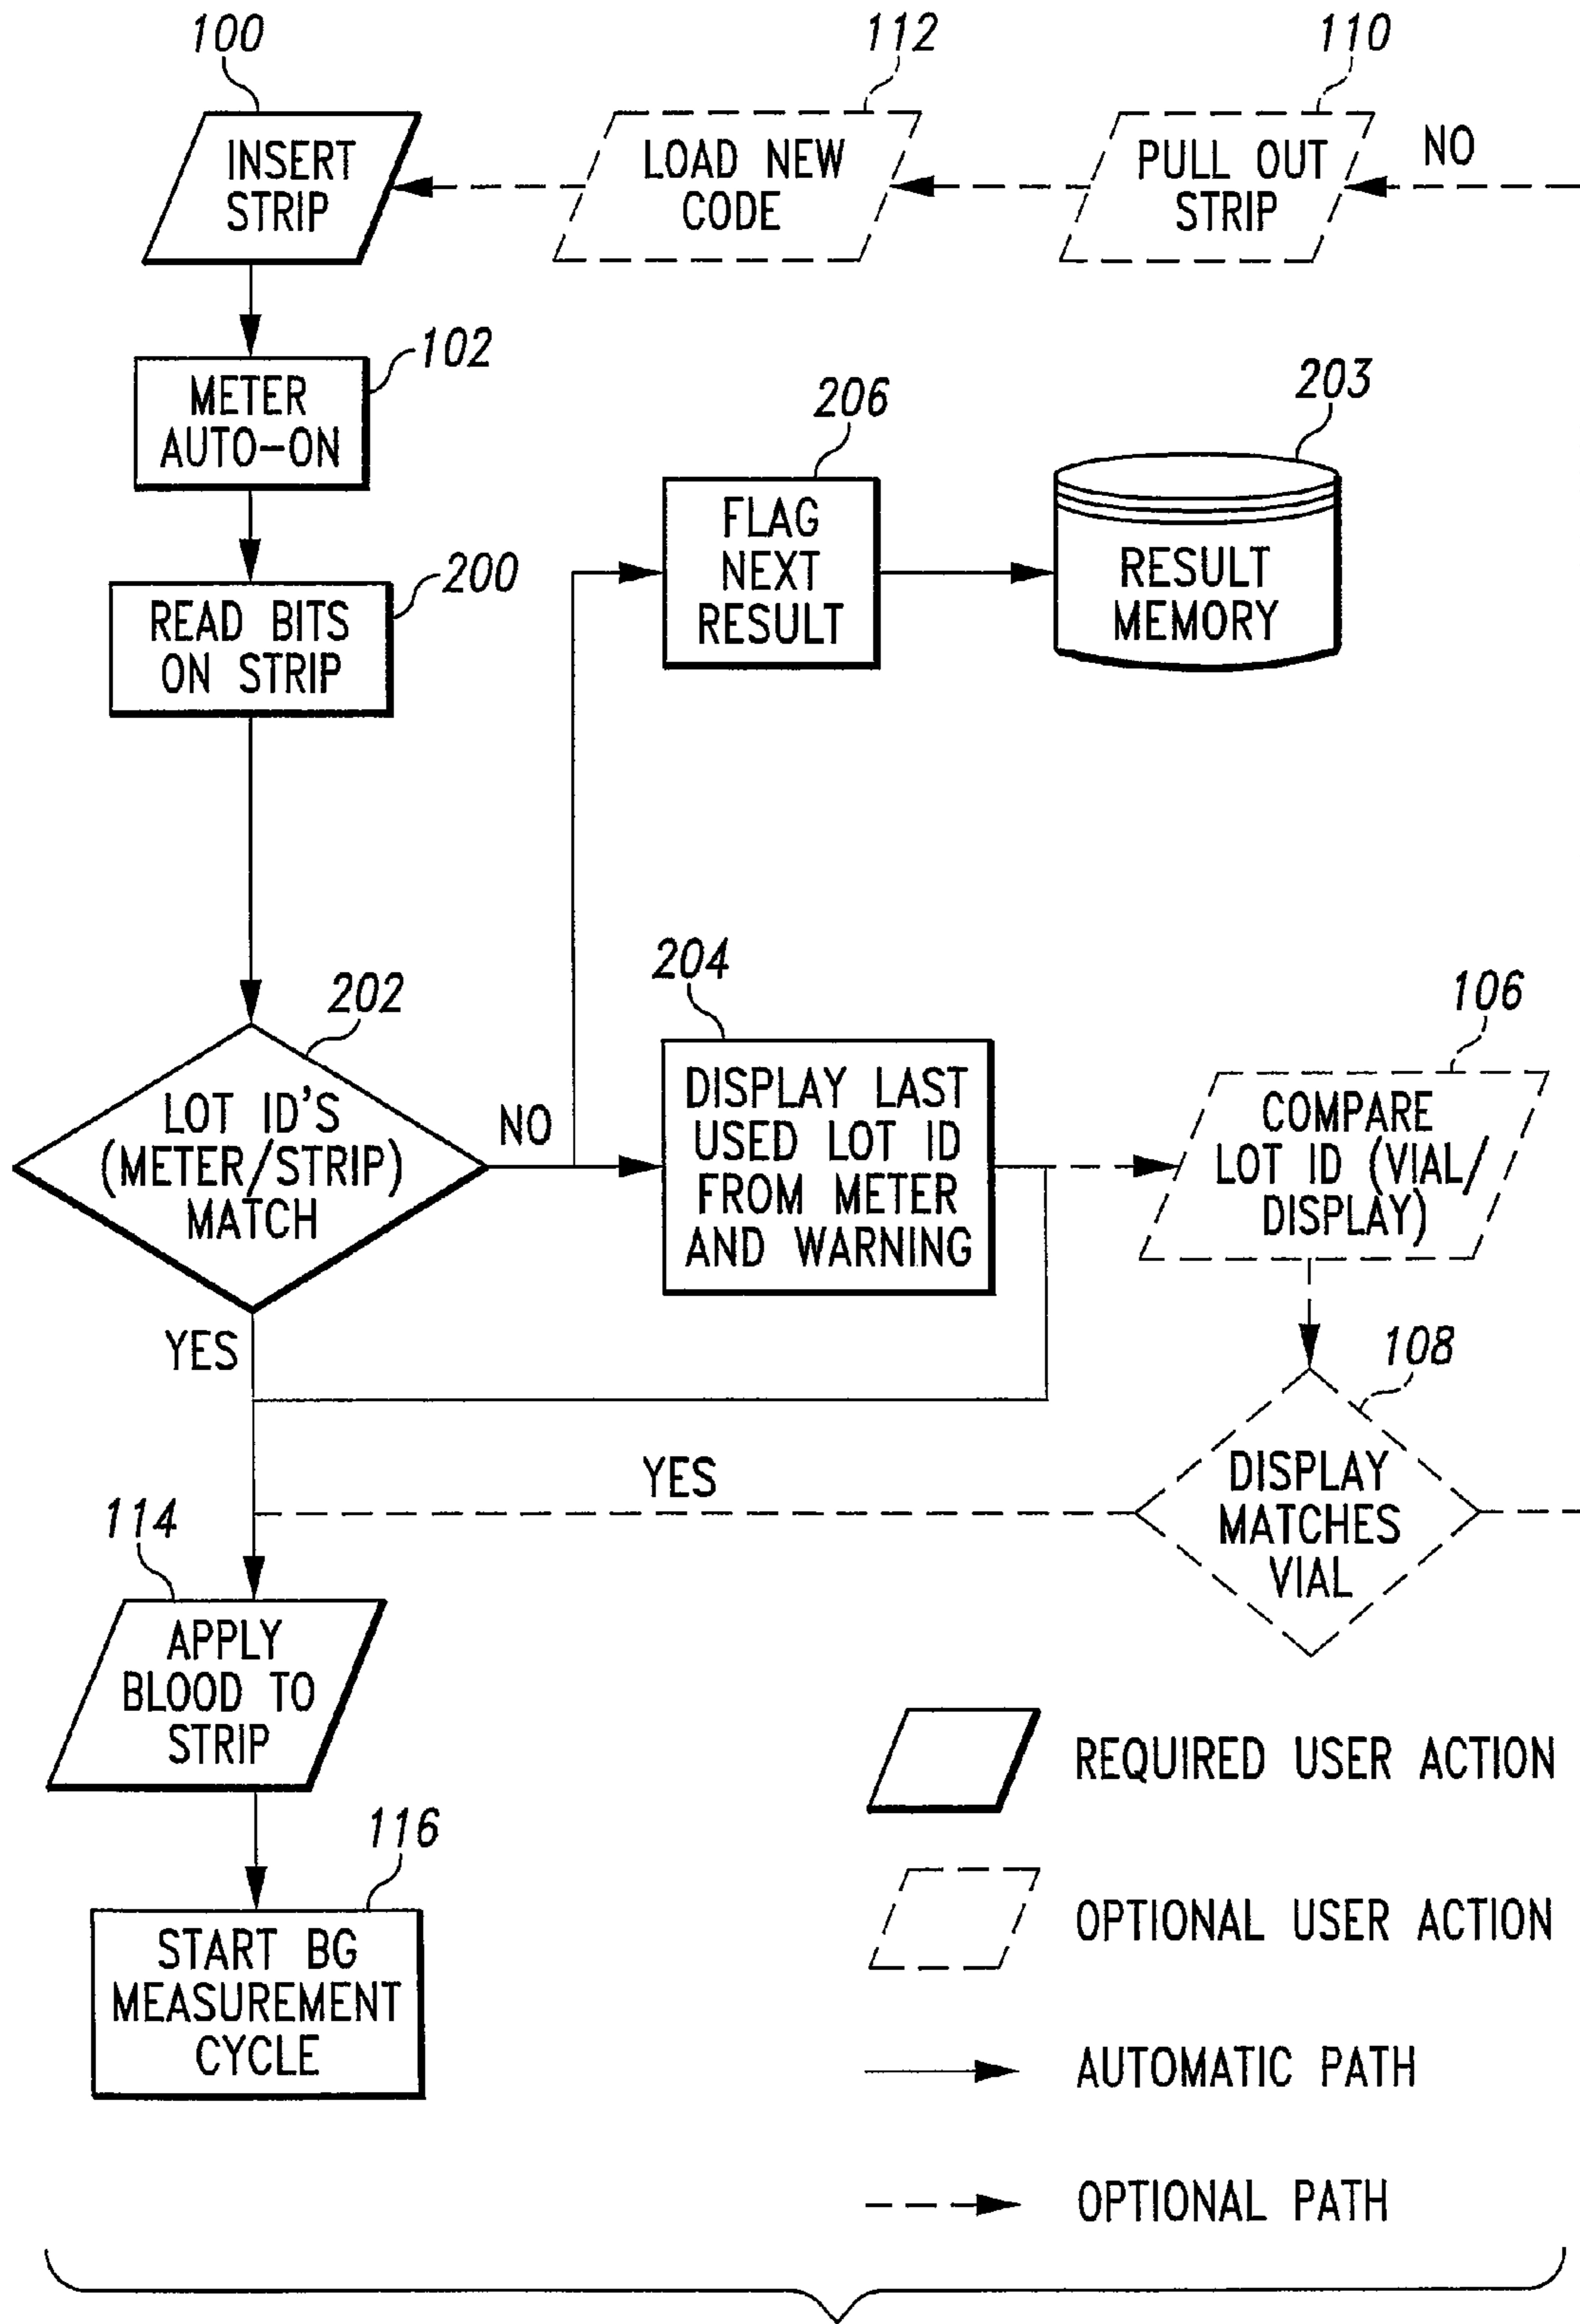 100
112
110
INSERT
STRIP
LOAD NEW
CODE
PULL OUT
STRIP
NO
102
METER
AUTO-ON
206
203
FLAG
NEXT
RESULT
RESULT
MEMORY
200
READ BITS
ON STRIP
202
204
106
LOT ID'S
(METER/STRIP)
MATCH
NO
DISPLAY LAST
USED LOT ID
FROM METER
AND WARNING
COMPARE
LOT ID (VIAL/
DISPLAY)
YES
108
YES
DISPLAY
MATCHES
VIAL
114
APPLY
BLOOD TO
STRIP
116
START BG
MEASUREMENT
CYCLE
REQUIRED USER ACTION
OPTIONAL USER ACTION
AUTOMATIC PATH
OPTIONAL PATH